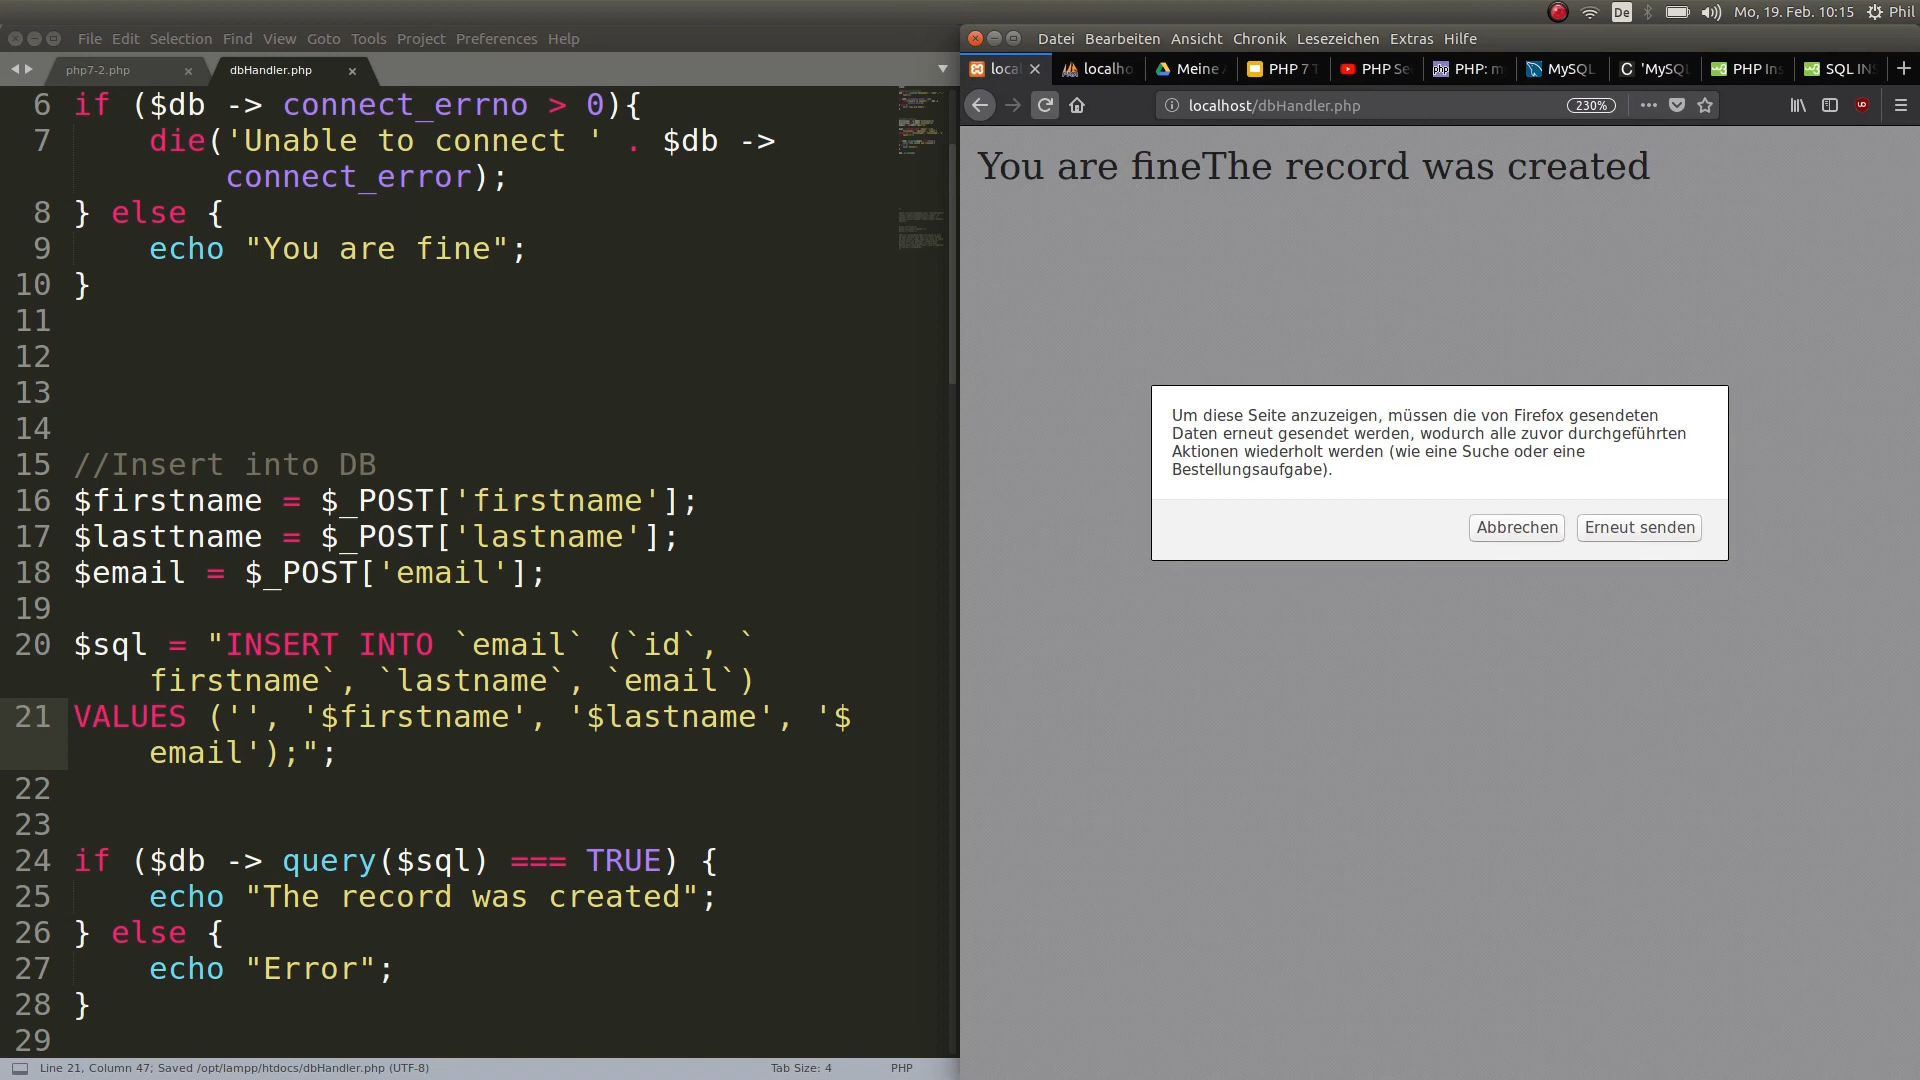 De
Mo, 19. Feb. 10:15
Phil
File Edit Selection Find View Goto Tools Project Preferences Help
php7-2.php
dbHandler.php
6 if ($db -> connect_errno > 0){
7 die('Unable to connect ' . $db ->
connect_error);
8 } else {
9 echo "You are fine";
10 }
11
12
13
14
15 //Insert into DB
16 $firstname = $_POST['firstname'];
17 $lasttname = $_POST['lastname'];
18 $email = $_POST['email'];
19
20 $sql = "INSERT INTO `email` (`id`, `
firstname`, `lastname`, `email`)
21 VALUES ('', '$firstname', '$lastname', '$
email');";
22
23
24 if ($db -> query($sql) === TRUE) {
25 echo "The record was created";
26 } else {
27 echo "Error";
28 }
29
Line 21, Column 47; Saved /opt/lampp/htdocs/dbHandler.php (UTF-8)
Tab Size: 4
PHP
Datei Bearbeiten Ansicht Chronik Lesezeichen Extras Hilfe
local
localho
Meine
PHP 7 T
PHP Se
php PHP: m
MySQL
C 'MySQL
w3 PHP Ins
w3 SQL INS
localhost/dbHandler.php
230%
You are fineThe record was created
Um diese Seite anzuzeigen, müssen die von Firefox gesendeten
Daten erneut gesendet werden, wodurch alle zuvor durchgeführten
Aktionen wiederholt werden (wie eine Suche oder eine
Bestellungsaufgabe).
Abbrechen
Erneut senden